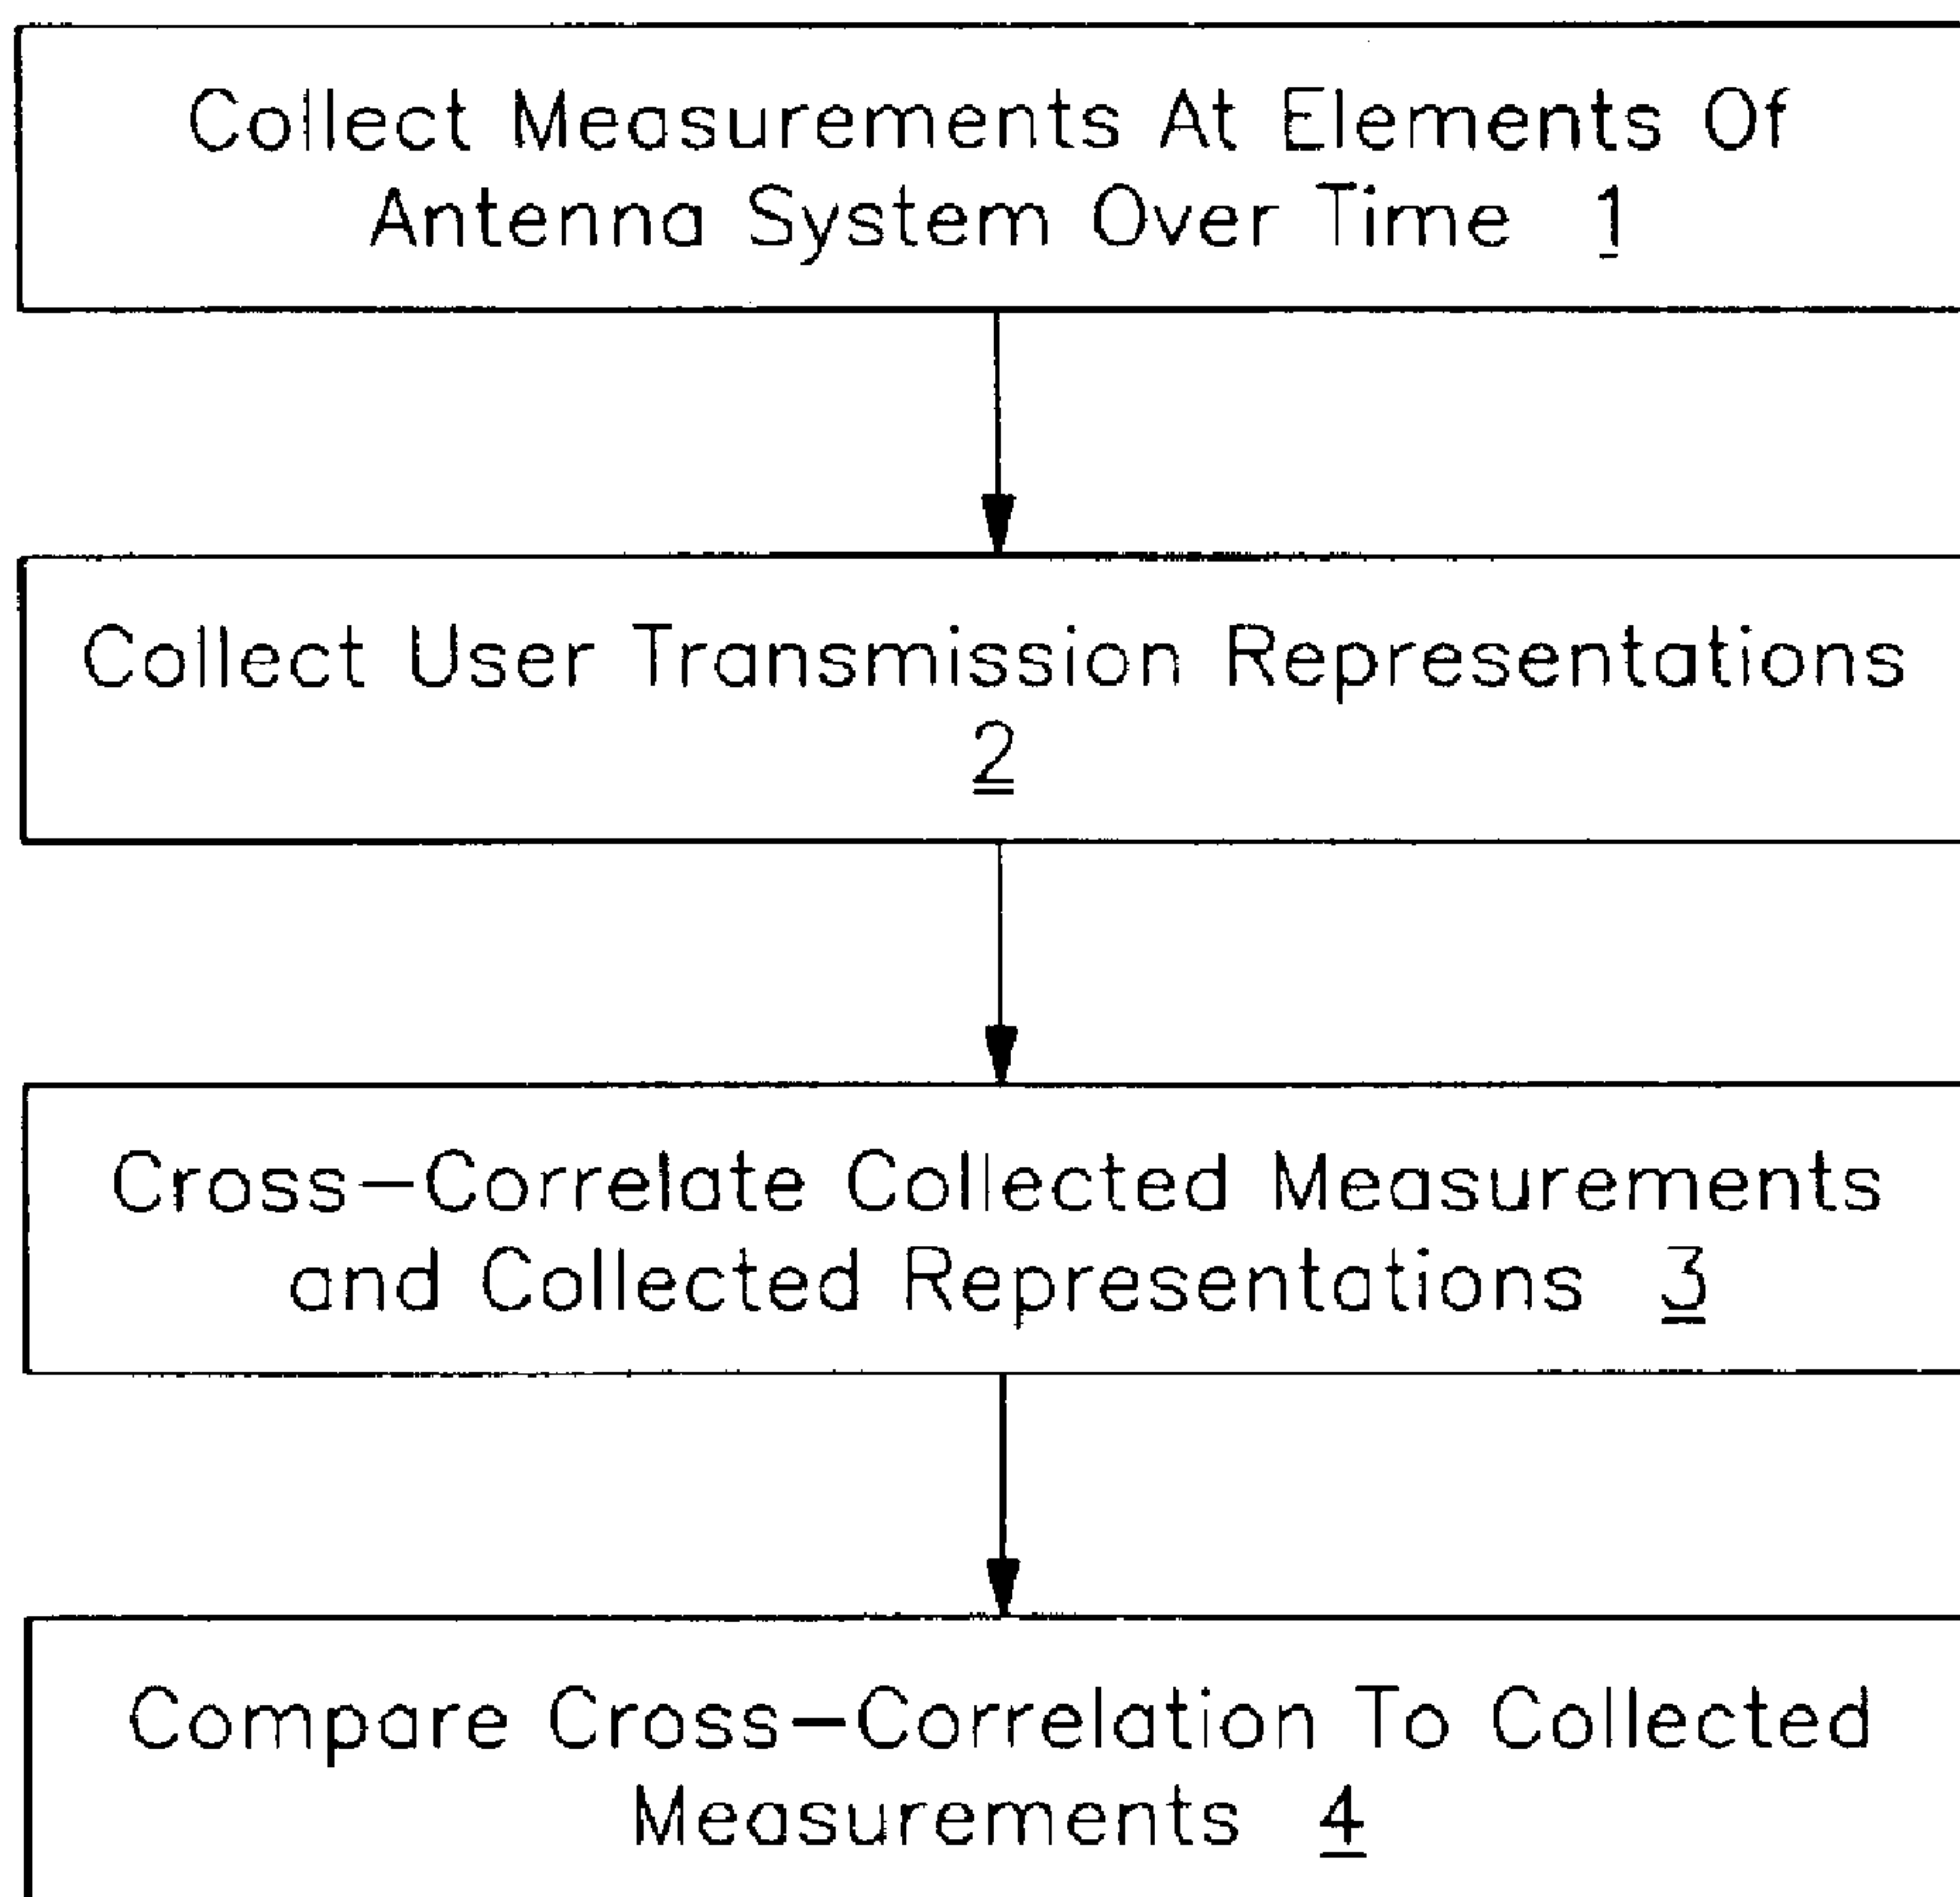 Collect Measurements At Elements Of
Antenna System Over Time 1
Collect User Transmission Representations
2
Cross-Correlate Collected Measurements
and Collected Representations 3
Compare Cross-Correlation To Collected
Measurements 4